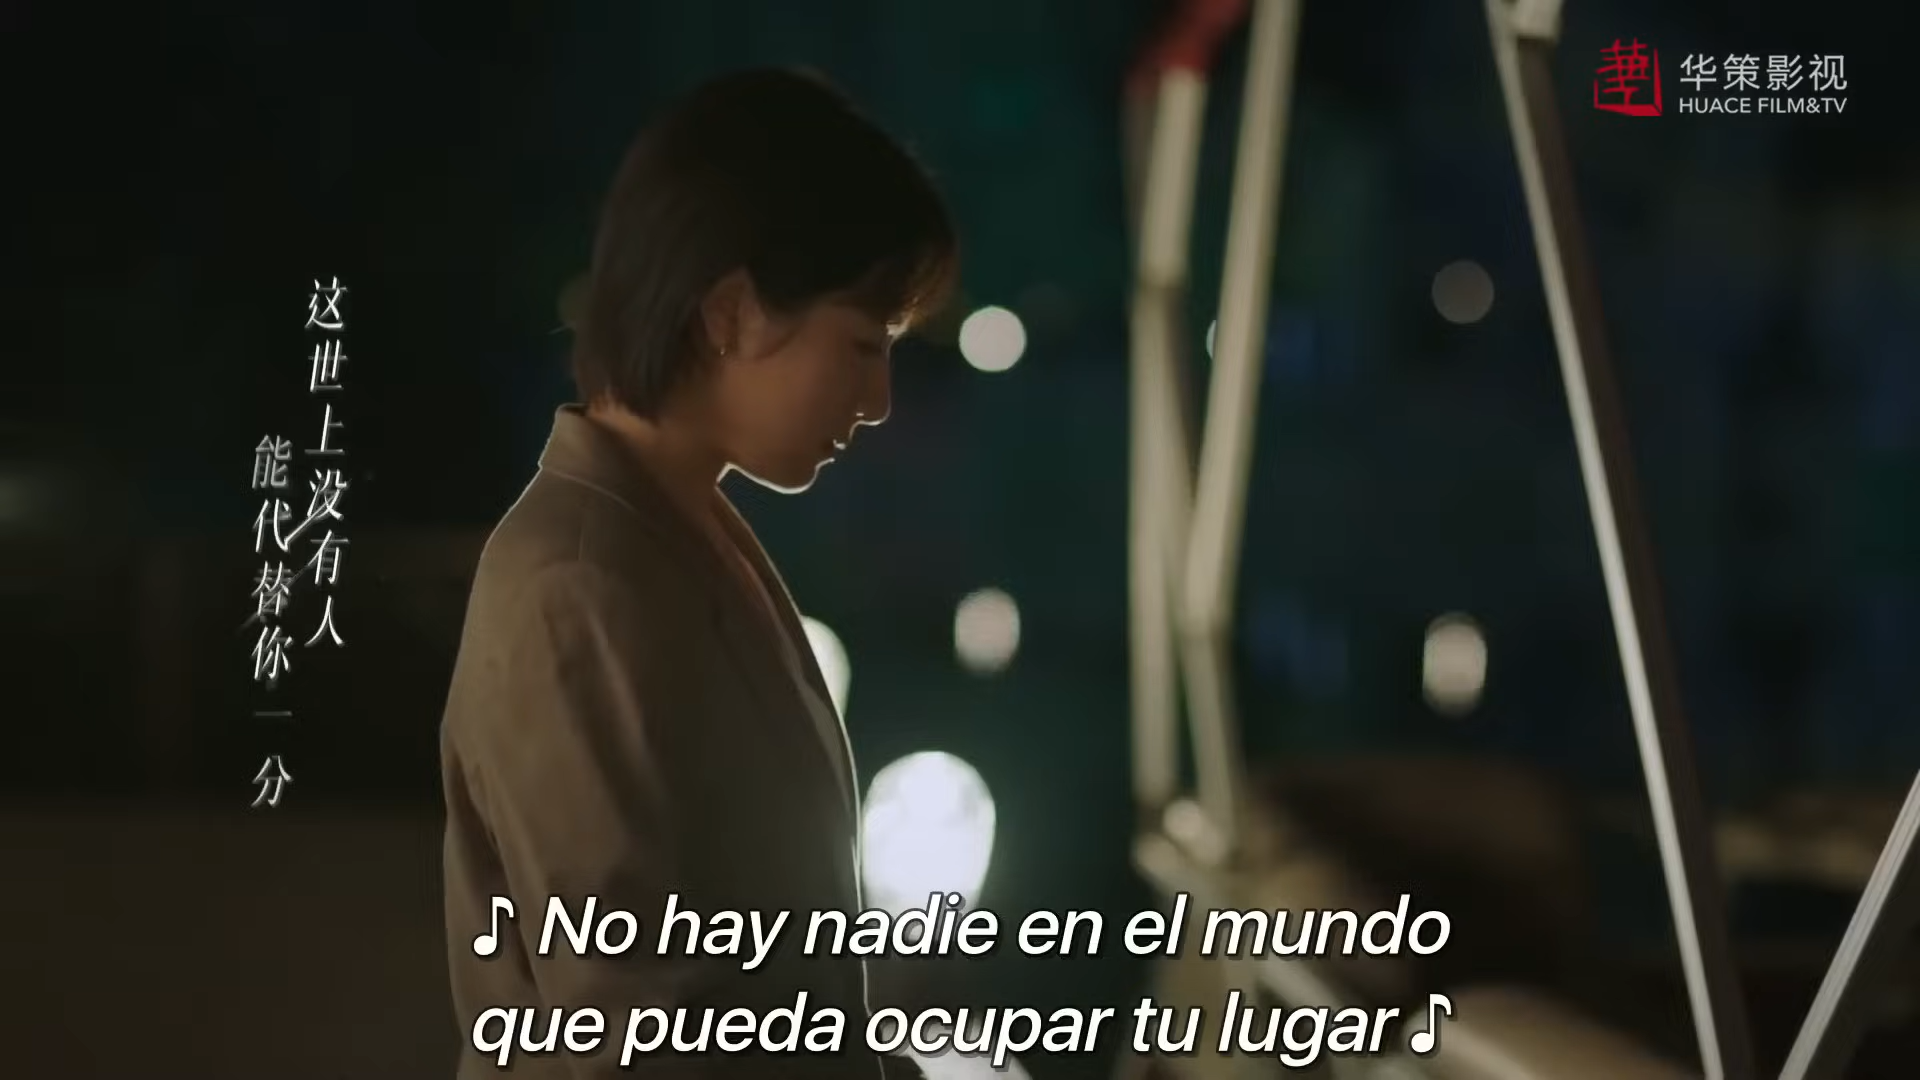 华策影视
HUACE FILM&TV
这世上没有人
能代替你一分
♪ No hay nadie en el mundo
que pueda ocupar tu lugar ♪